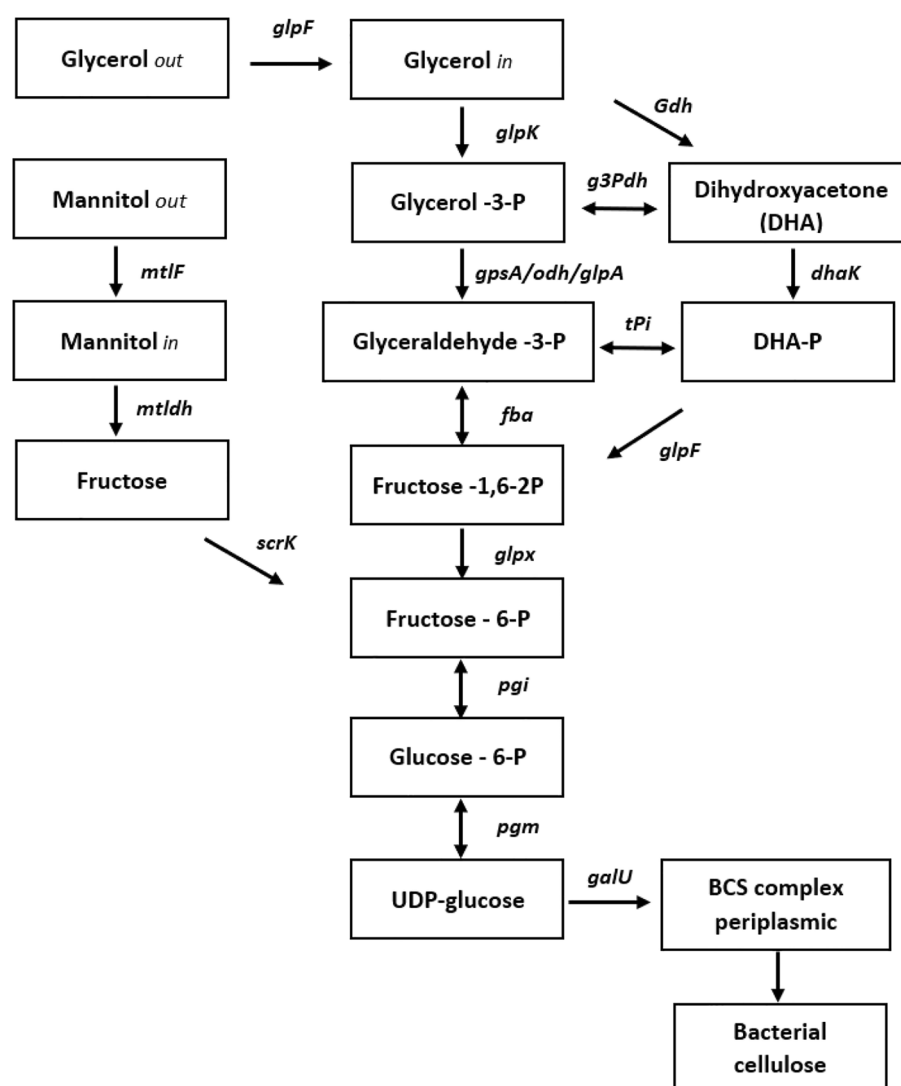 glpF
Glycerol out
Glycerol in
Gdh
glpK
Mannitol out
Glycerol -3-P
g3Pdh
Dihydroxyacetone
(DHA)
mtlF
gpsA/odh/glpA
dhaK
Mannitol in
Glyceraldehyde -3-P
tPi
DHA-P
mtldh
fba
glpF
Fructose
Fructose -1,6-2P
scrK
glpx
Fructose - 6-P
pgi
Glucose - 6-P
pgm
UDP-glucose
galU
BCS complex
periplasmic
Bacterial
cellulose